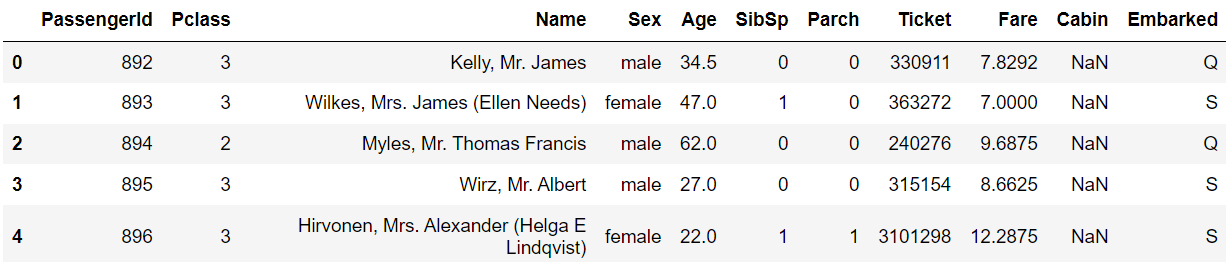 PassengerId Pclass Name Sex Age SibSp Parch Ticket Fare Cabin Embarked
0 892 3 Kelly, Mr. James male 34.5 0 0 330911 7.8292 NaN Q
1 893 3 Wilkes, Mrs. James (Ellen Needs) female 47.0 1 0 363272 7.0000 NaN S
2 894 2 Myles, Mr. Thomas Francis male 62.0 0 0 240276 9.6875 NaN Q
3 895 3 Wirz, Mr. Albert male 27.0 0 0 315154 8.6625 NaN S
4 896 3 Hirvonen, Mrs. Alexander (Helga E
Lindqvist) female 22.0 1 1 3101298 12.2875 NaN S